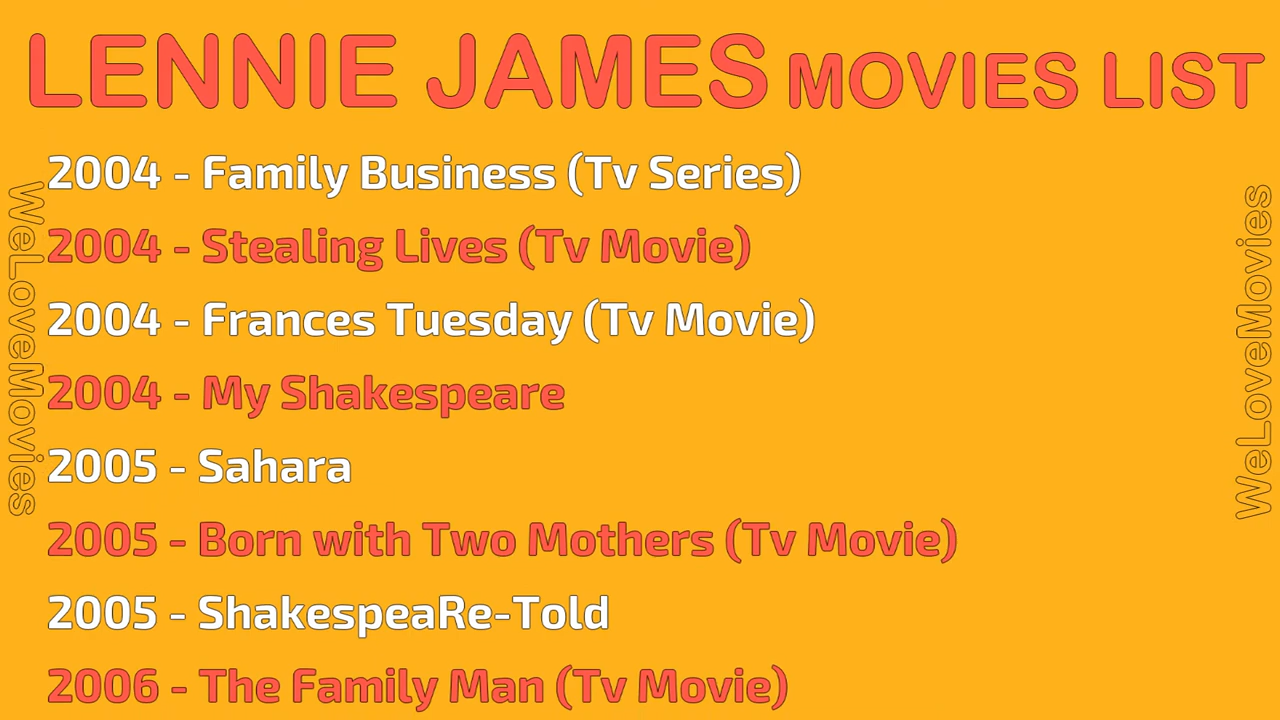 LENNIE JAMES MOVIES LIST
2004 - Family Business (Tv Series)
2004 - Stealing Lives (Tv Movie)
2004 - Frances Tuesday (Tv Movie)
2004 - My Shakespeare
2005 - Sahara
2005 - Born with Two Mothers (Tv Movie)
2005 - ShakespeaRe-Told
2006 - The Family Man (Tv Movie)
WeLoveMovies
WeLoveMovies